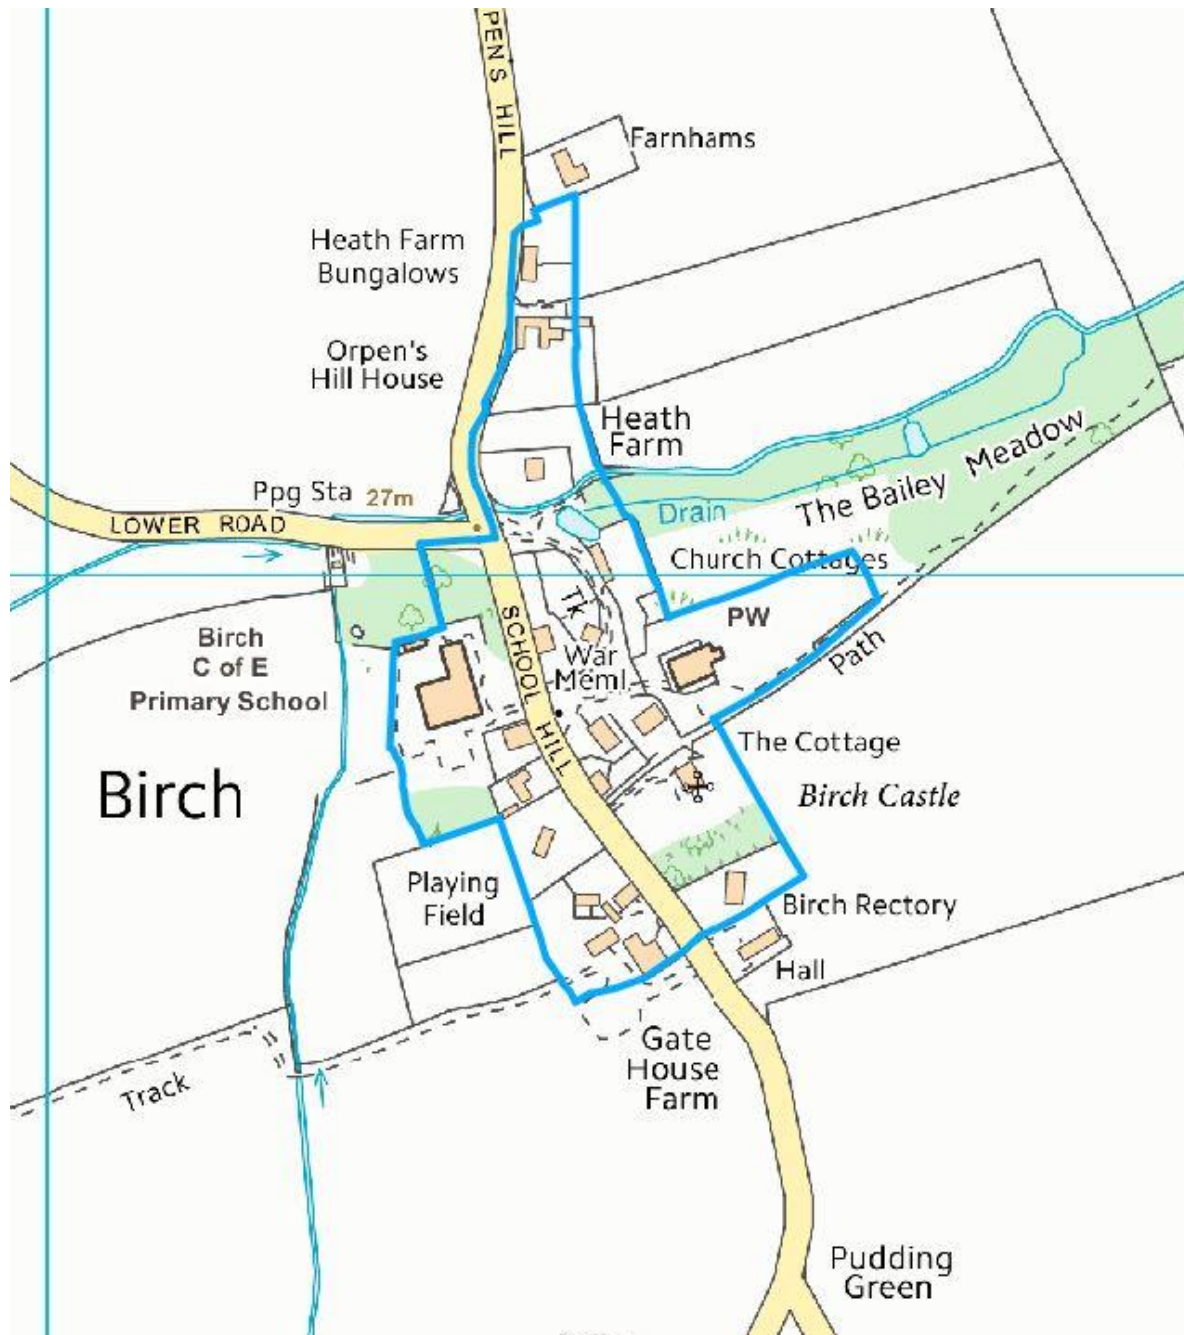 PEN'S HILL
Farnhams
Heath Farm
Bungalows
Orpen's
Hill House
Heath
Farm
The Bailey Meadow
Ppg Sta
27m
LOWER ROAD
Drain
Church Cottages
Tk
PW
Birch
C of E
Primary School
SCHOOL HILL
War
Meml
Path
The Cottage
Birch
Birch Castle
Playing
Field
Birch Rectory
Hall
Gate
House
Farm
Track
Pudding
Green